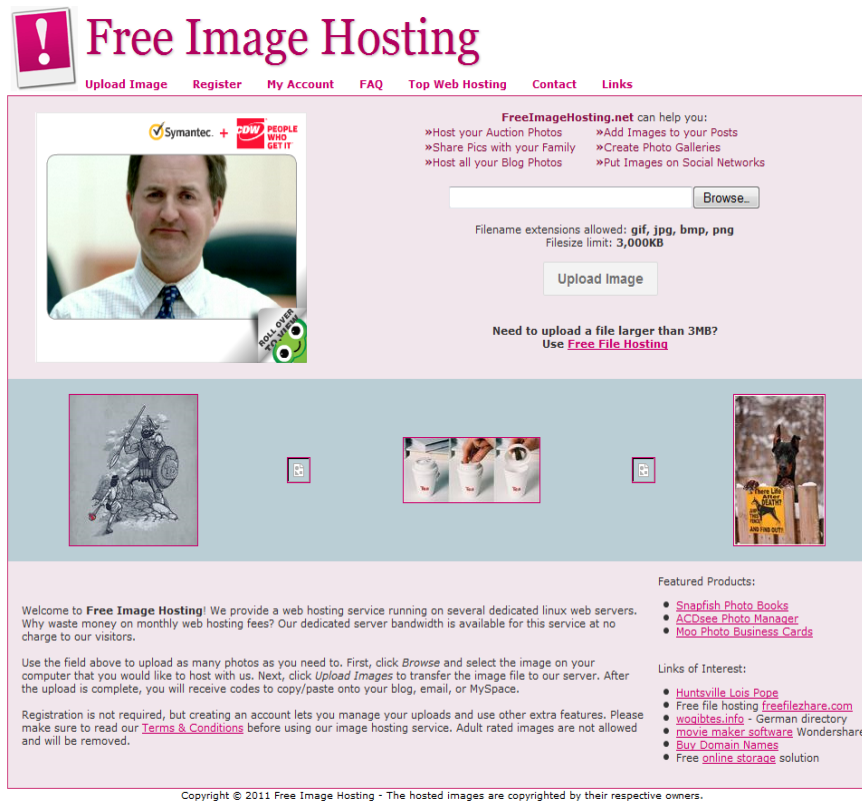 Free Image Hosting
Upload Image Register My Account FAQ Top Web Hosting Contact Links
Symantec. + CDW PEOPLE
WHO
GET IT
ROLL OVER
TO VIEW
FreeImageHosting.net can help you:
»Host your Auction Photos »Add Images to your Posts
»Share Pics with your Family »Create Photo Galleries
»Host all your Blog Photos »Put Images on Social Networks
Browse...
Filename extensions allowed: gif, jpg, bmp, png
Filesize limit: 3,000KB
Upload Image
Need to upload a file larger than 3MB?
Use Free File Hosting
There Life
After
DEATH?
AND FIND OUT!
Welcome to Free Image Hosting! We provide a web hosting service running on several dedicated linux web servers.
Why waste money on monthly web hosting fees? Our dedicated server bandwidth is available for this service at no
charge to our visitors.
Use the field above to upload as many photos as you need to. First, click Browse and select the image on your
computer that you would like to host with us. Next, click Upload Images to transfer the image file to our server. After
the upload is complete, you will receive codes to copy/paste onto your blog, email, or MySpace.
Registration is not required, but creating an account lets you manage your uploads and use other extra features. Please
make sure to read our Terms & Conditions before using our image hosting service. Adult rated images are not allowed
and will be removed.
Featured Products:
Snapfish Photo Books
ACDsee Photo Manager
Moo Photo Business Cards
Links of Interest:
Huntsville Lois Pope
Free file hosting freefilezhare.com
wogibtes.info - German directory
movie maker software Wondershare
Buy Domain Names
Free online storage solution
Copyright © 2011 Free Image Hosting - The hosted images are copyrighted by their respective owners.